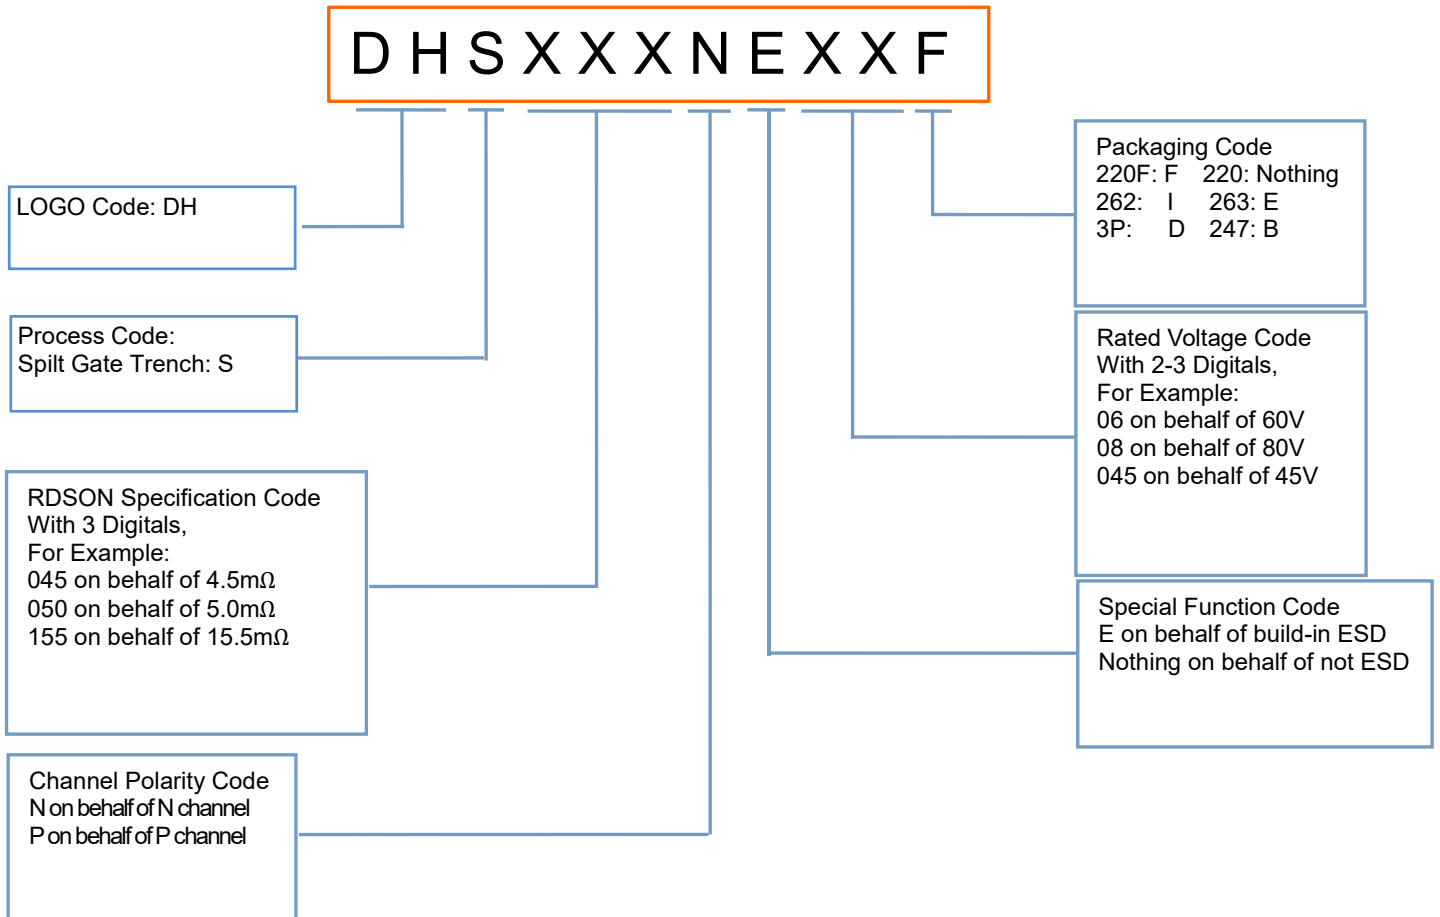 D H S X X X N E X X F
LOGO Code: DH
Process Code:
Spilt Gate Trench: S
RDSON Specification Code
With 3 Digitals,
For Example:
045 on behalf of 4.5mΩ
050 on behalf of 5.0mΩ
155 on behalf of 15.5mΩ
Channel Polarity Code
N on behalf of N channel
P on behalf of P channel
Packaging Code
220F: F 220: Nothing
262: I 263: E
3P: D 247: B
Rated Voltage Code
With 2-3 Digitals,
For Example:
06 on behalf of 60V
08 on behalf of 80V
045 on behalf of 45V
Special Function Code
E on behalf of build-in ESD
Nothing on behalf of not ESD